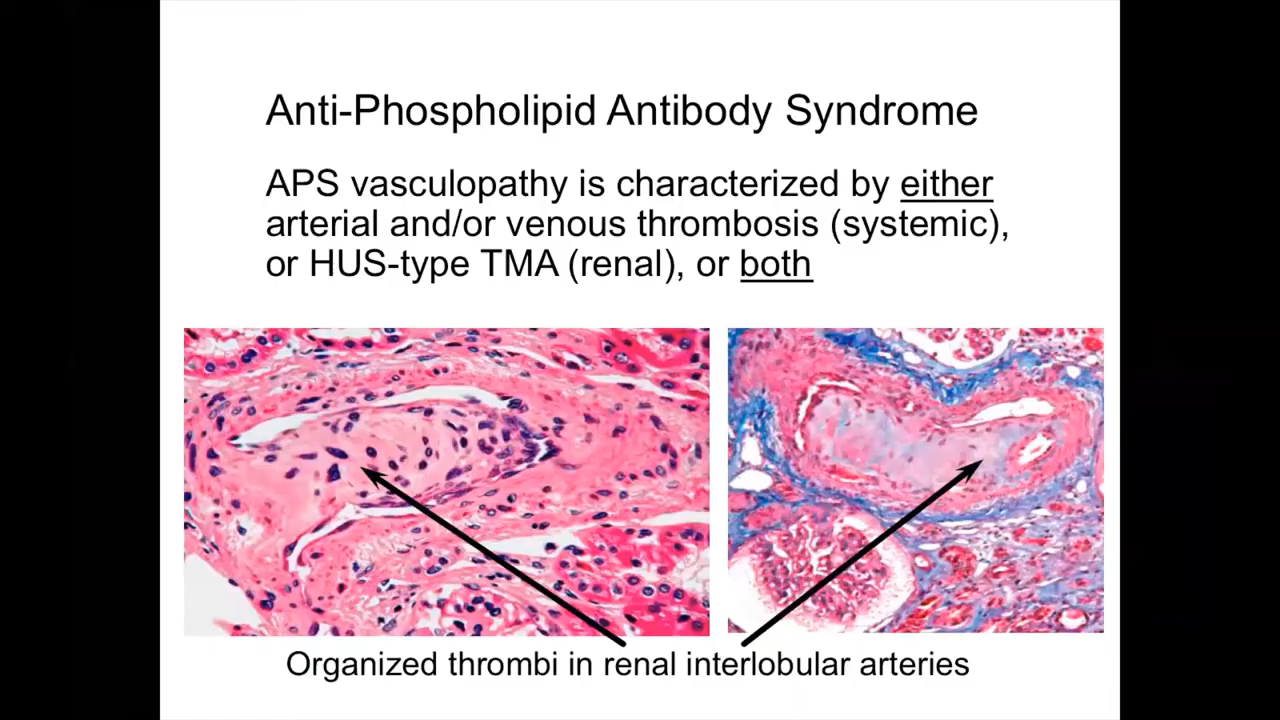 Anti-Phospholipid Antibody Syndrome
APS vasculopathy is characterized by either
arterial and/or venous thrombosis (systemic),
or HUS-type TMA (renal), or both
Organized thrombi in renal interlobular arteries